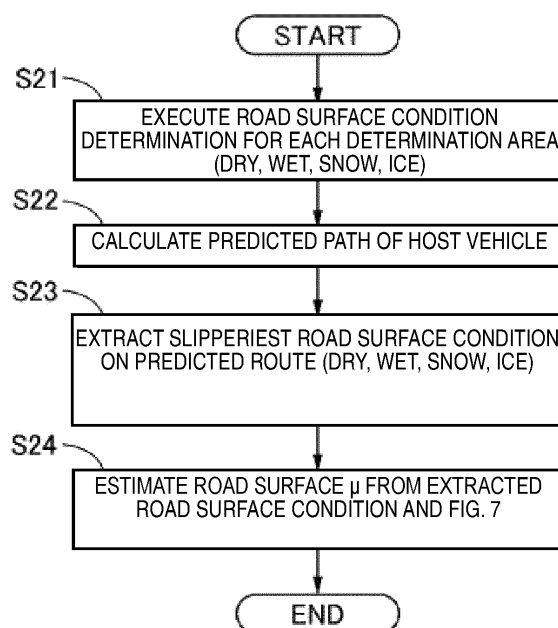 START
S21
EXECUTE ROAD SURFACE CONDITION
DETERMINATION FOR EACH DETERMINATION AREA
(DRY, WET, SNOW, ICE)
S22
CALCULATE PREDICTED PATH OF HOST VEHICLE
S23
EXTRACT SLIPPERIEST ROAD SURFACE CONDITION
ON PREDICTED ROUTE (DRY, WET, SNOW, ICE)
S24
ESTIMATE ROAD SURFACE μ FROM EXTRACTED
ROAD SURFACE CONDITION AND FIG. 7
END